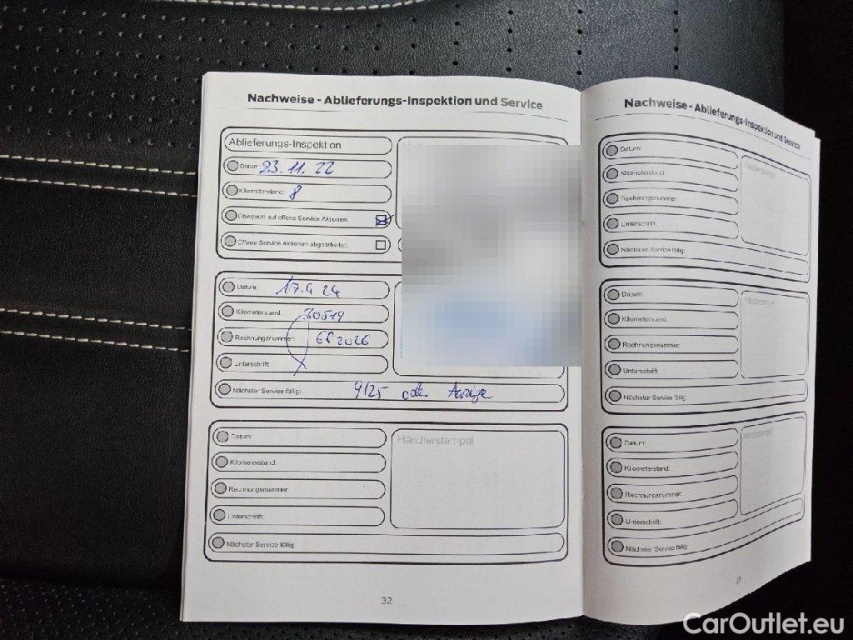 Nachweise - Ablieferungs-Inspektion und Service
Ablieferungs-Inspektion
Datum: 23.11.22
Kilometerstand: 8
Überprüft auf offene Service Aktionen:
Offene Service Aktionen abgearbeitet:
Datum: 17.4 24
Kilometerstand: 30519
Rechnungsnummer: 652026
Unterschrift:
Nächster Service fällig: 4/25 oder Anzeige
Datum:
Händlerstempel
Kilometerstand:
Rechnungsnummer:
Unterschrift:
Nächster Service fällig:
32
Nachweise - Ablieferungs-Inspektion und Service
Datum:
Kilometerstand:
Rechnungsnummer:
Unterschrift:
Nächster Service fällig:
Datum:
Kilometerstand:
Rechnungsnummer:
Unterschrift:
Nächster Service fällig:
Datum:
Kilometerstand:
Rechnungsnummer:
Unterschrift:
Nächster Service fällig:
CarOutlet.eu